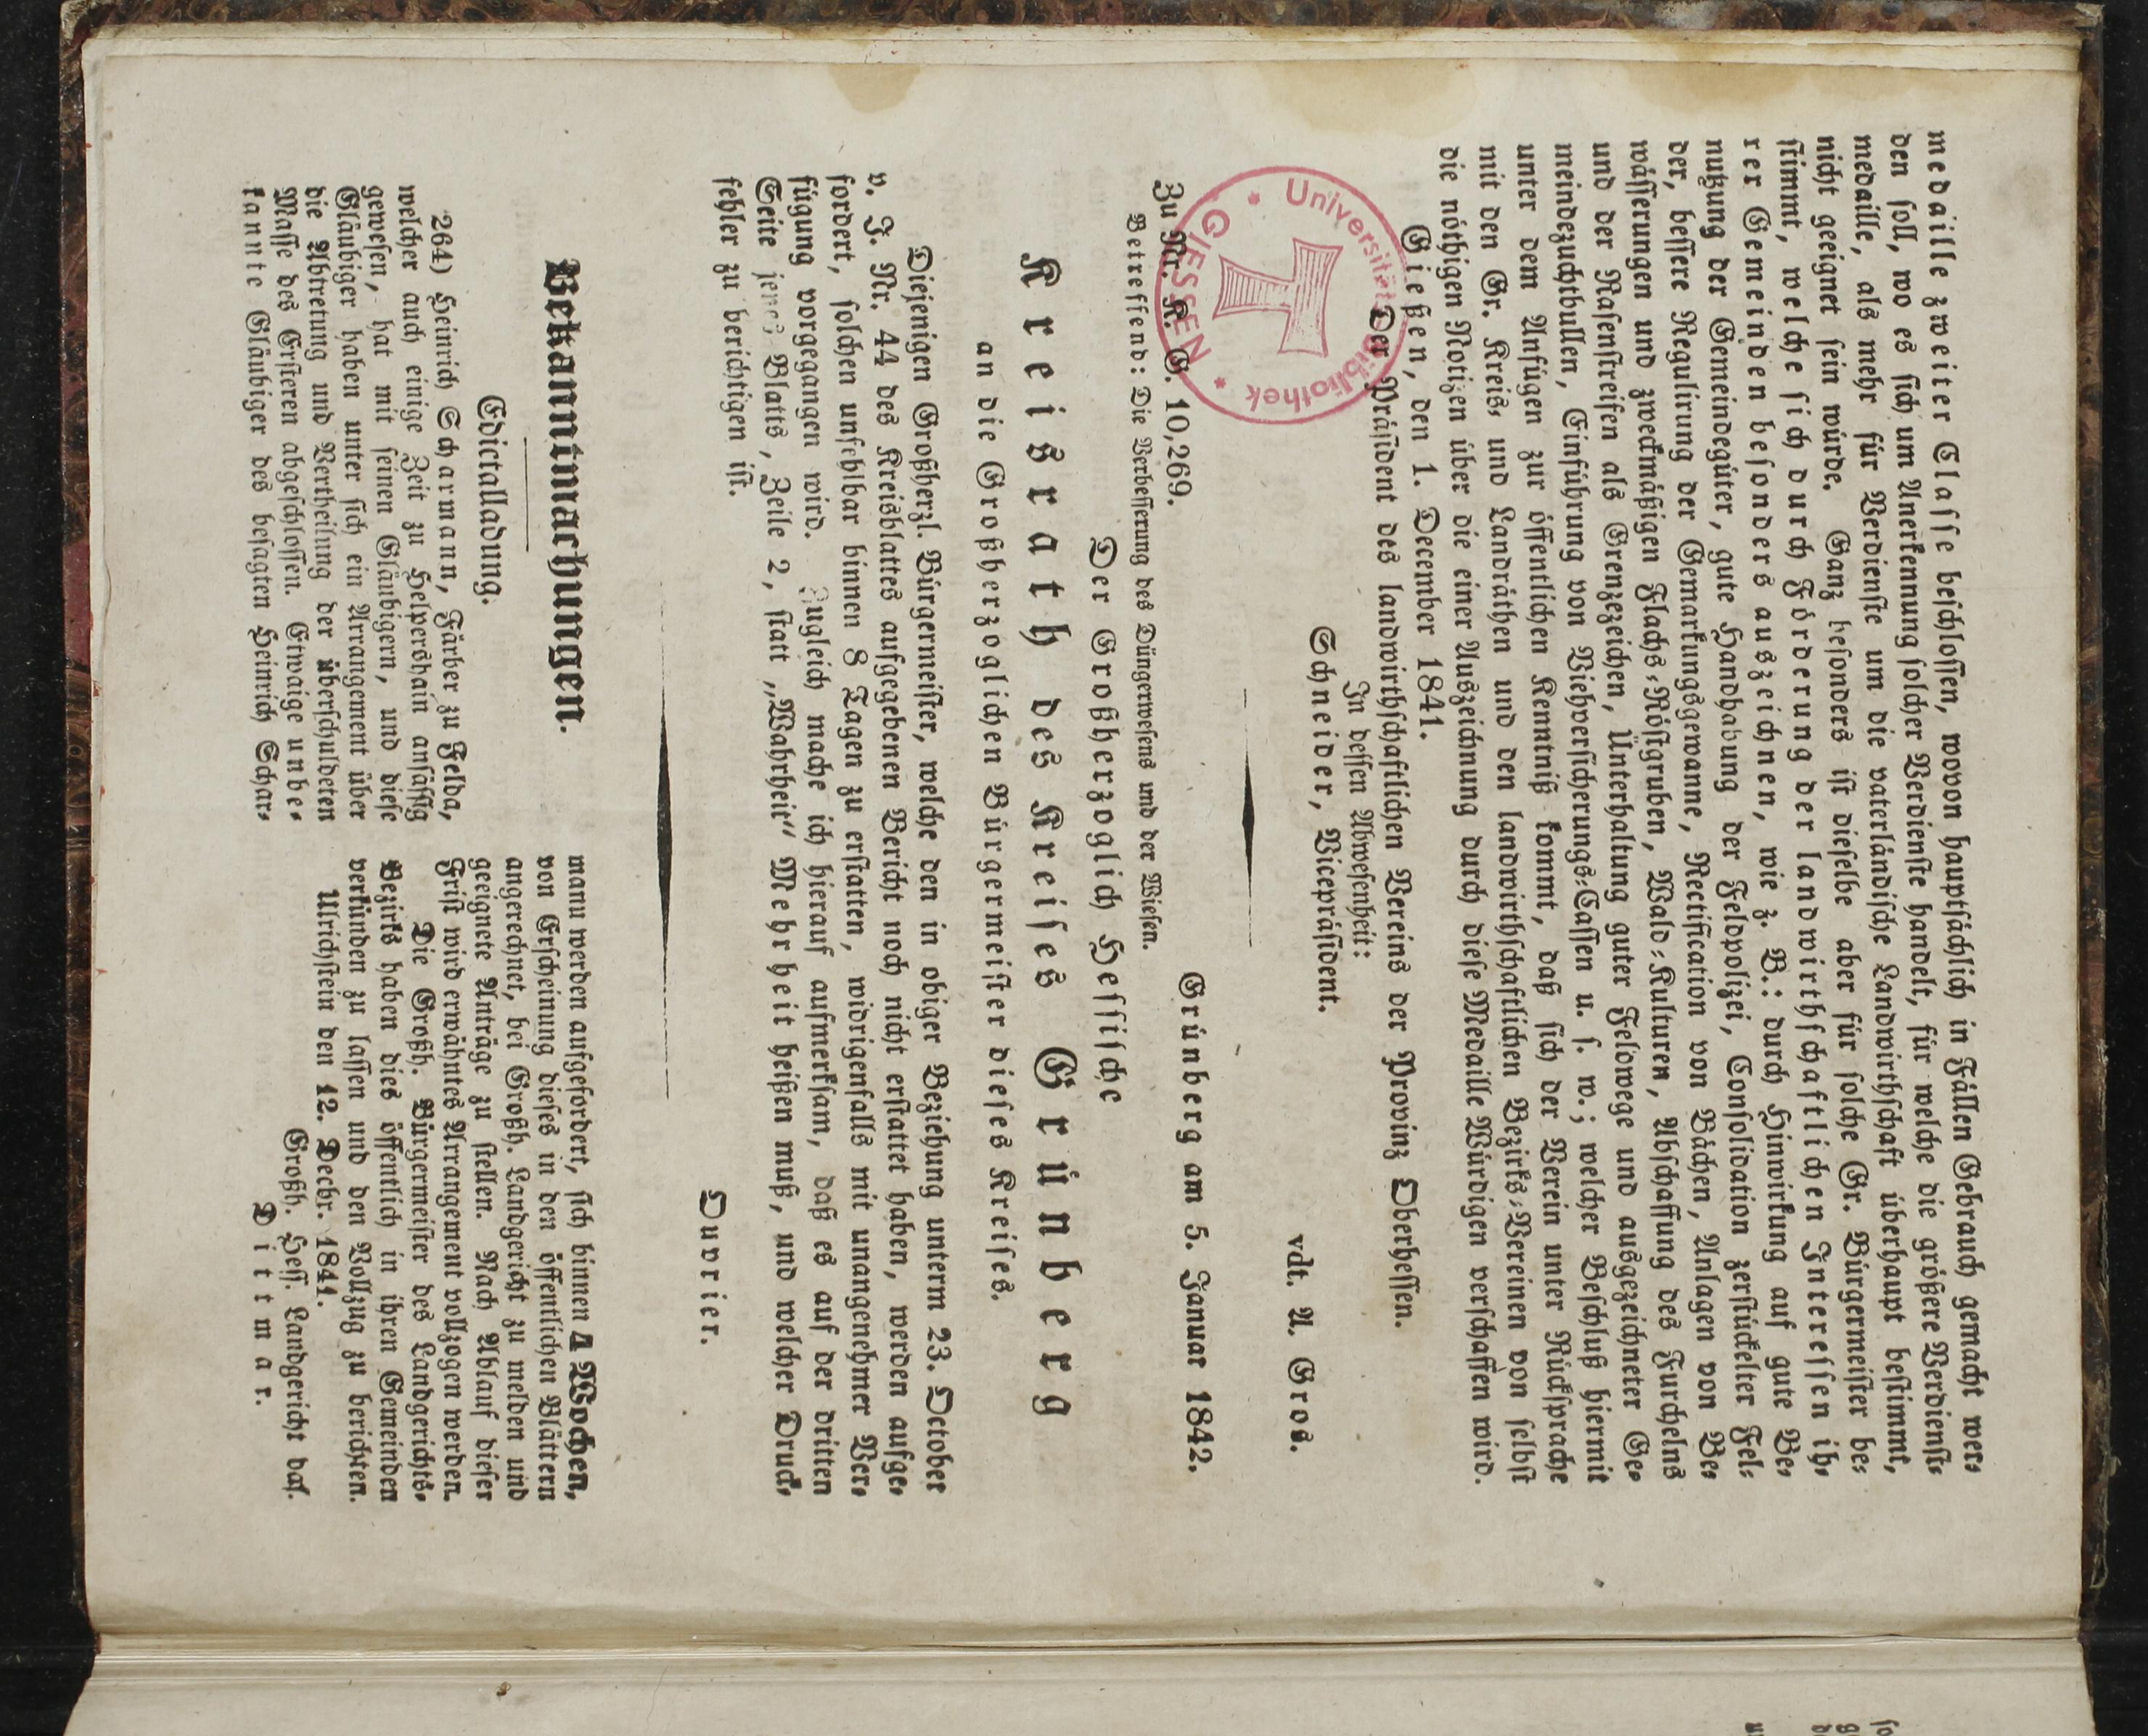 medaille zweiter Classe beschlossen, wovon hauptsächlich in Fällen Gebrauch gemacht wer-
den soll, wo es sich um Anerkennung solcher Verdienste handelt, für welche die größere Verdienst-
medaille, als mehr für Verdienste um die vaterländische Landwirthschaft überhaupt bestimmt,
nicht geeignet sein würde. Ganz besonders ist dieselbe aber für solche Gr. Bürgermeister be-
stimmt, welche sich durch Förderung der landwirthschaftlichen Interessen ih-
rer Gemeinden besonders auszeichnen, wie z. B.: durch Hinwirkung auf gute Be-
nutzung der Gemeindegüter, gute Handhabung der Feldpolizei, Consolidation zerstückelter Fel-
der, bessere Regulirung der Gemarkungsgewanne, Rectification von Bächen, Anlagen von Be-
wässerungen und zweckmäßigen Flachs-Röstgruben, Wald-Kulturen, Abschaffung des Furchelns
und der Rasenstreifen als Grenzzeichen, Unterhaltung guter Feldwege und ausgezeichneter Ge-
meindezuchtbullen, Einführung von Viehversicherungs-Cassen u. s. w.; welcher Beschluß hiermit
unter dem Anfügen zur öffentlichen Kenntniß kommt, daß sich der Verein unter Rücksprache
mit den Gr. Kreis- und Landräthen und den landwirthschaftlichen Bezirks-Vereinen von selbst
die nöthigen Notizen über die einer Auszeichnung durch diese Medaille Würdigen verschaffen wird.
Gießen, den 1. December 1841.
Der Präsident des landwirthschaftlichen Vereins der Provinz Oberhessen.
In dessen Abwesenheit:
Schneider, Vicepräsident.
vdt. A. Gros.
Universitäts-Bibliothek
GIESSEN
Zu Nr. K. G. 10,269.
Grünberg am 5. Januar 1842.
Betreffend: Die Verbesserung des Düngerwesens und der Wiesen.
Der Großherzoglich Hessische
Kreisrath des Kreises Grünberg
an die Großherzoglichen Bürgermeister dieses Kreises.
Diejenigen Großherzl. Bürgermeister, welche den in obiger Beziehung unterm 23. October
v. J. Nr. 44 des Kreisblattes aufgegebenen Bericht noch nicht erstattet haben, werden aufge-
fordert, solchen unfehlbar binnen 8 Tagen zu erstatten, widrigenfalls mit unangenehmer Ver-
fügung vorgegangen wird. Zugleich mache ich hierauf aufmerksam, daß es auf der dritten
Seite jenes Blatts, Zeile 2, statt „Wahrheit" Mehrheit heißen muß, und welcher Druck-
fehler zu berichtigen ist.
Ouvrier.
Bekanntmachungen.
Edictalladung.
264) Heinrich Scharmann, Färber zu Felda,
welcher auch einige Zeit zu Helpershain ansässig
gewesen, hat mit seinen Gläubigern, und diese
Gläubiger haben unter sich ein Arrangement über
die Abtretung und Vertheilung der überschuldeten
Masse des Ersteren abgeschlossen. Etwaige unbe-
kannte Gläubiger des besagten Heinrich Schar-
mann werden aufgefordert, sich binnen 4 Wochen,
von Erscheinung dieses in den öffentlichen Blättern
angerechnet, bei Großh. Landgericht zu melden und
geeignete Anträge zu stellen. Nach Ablauf dieser
Frist wird erwähntes Arrangement vollzogen werden.
Die Großh. Bürgermeister des Landgerichts-
Bezirks haben dies öffentlich in ihren Gemeinden
verkünden zu lassen und den Vollzug zu berichten.
Ulrichstein den 12. Decbr. 1841.
Großh. Hess. Landgericht das.
Dittmar.